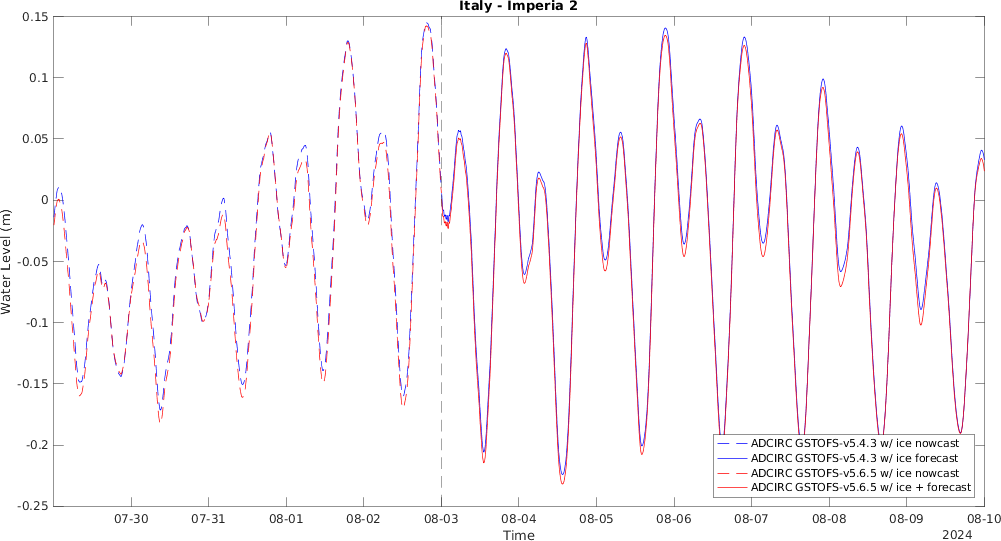 Italy - Imperia 2
Water Level (m)
0.15
0.1
0.05
0
-0.05
-0.1
-0.15
-0.2
-0.25
ADCIRC GSTOFS-v5.4.3 w/ ice nowcast
ADCIRC GSTOFS-v5.4.3 w/ ice forecast
ADCIRC GSTOFS-v5.6.5 w/ ice nowcast
ADCIRC GSTOFS-v5.6.5 w/ ice + forecast
07-30 07-31 08-01 08-02 08-03 08-04 08-05 08-06 08-07 08-08 08-09 08-10
Time
2024